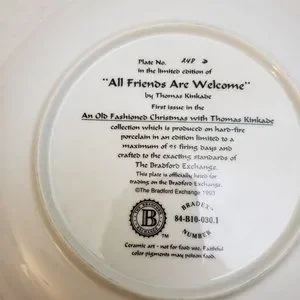 Plate No.
in the limited edition of
"All Friends Are Welcome"
by Thomas Kinkade
First issue in the
An Old Fashioned Christmas with Thomas Kinkade
collection which is produced on hard-fire
porcelain in an edition limited to a
maximum of 95 firing days and
crafted to the exacting standards of
The Bradford Exchange.
This plate is officially listed for
trading on the Bradford Exchange.
©The Bradford Exchange 1993
B
TM
BRADEX
84-B10-030.1
NUMBER
Ceramic art - not for food use. Faithful
color pigments may poison food.